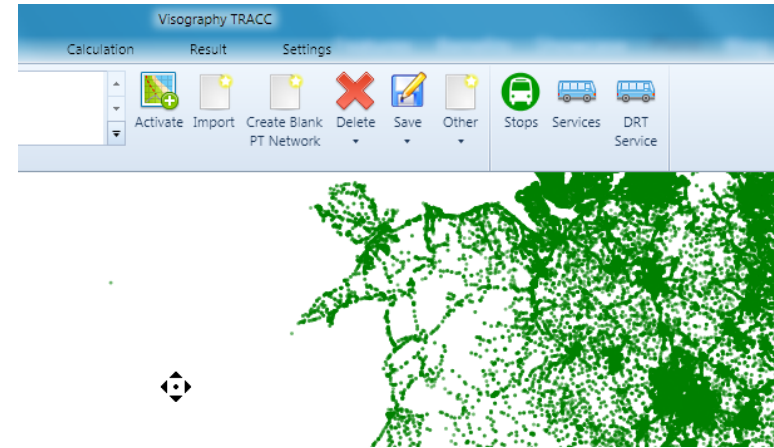 Visography TRACC
Calculation Result Settings
Activate Import Create Blank Delete Save Other Stops Services DRT
PT Network Service